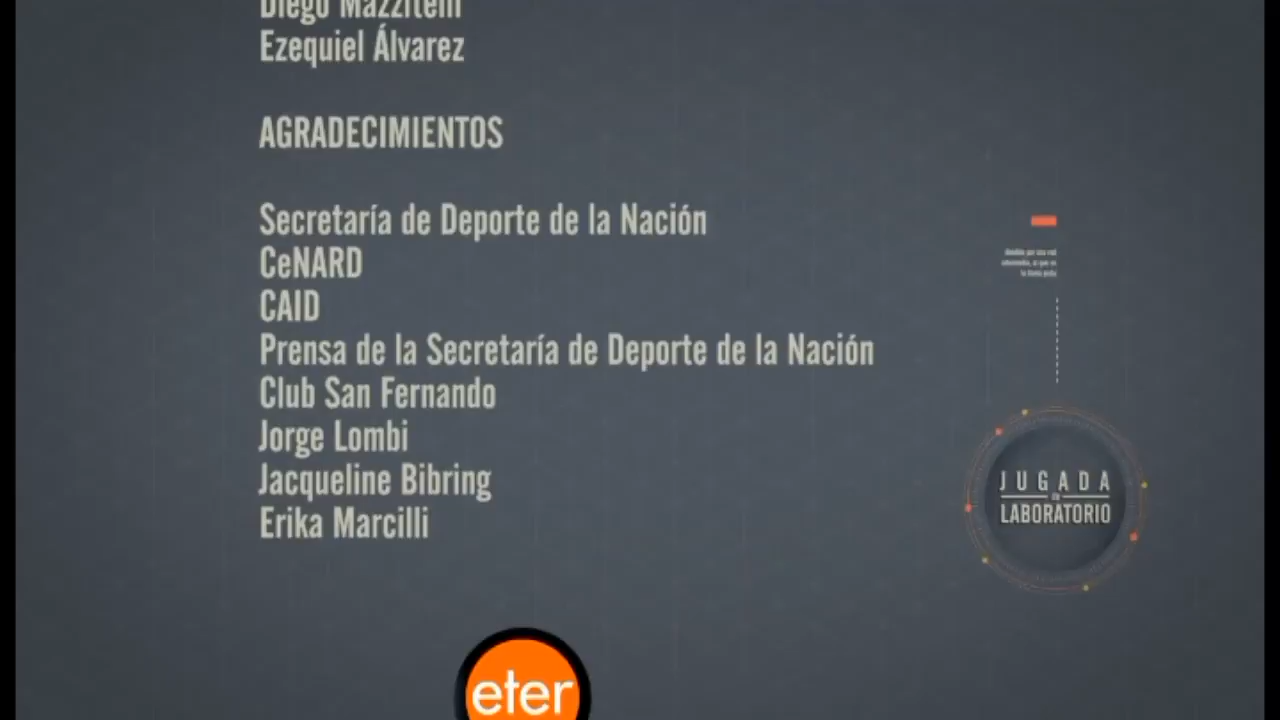 Diego Mazzitelli
Ezequiel Álvarez
AGRADECIMIENTOS
Secretaría de Deporte de la Nación
CeNARD
CAID
Prensa de la Secretaría de Deporte de la Nación
Club San Fernando
Jorge Lombi
Jacqueline Bibring
Erika Marcilli
JUGADA
DE
LABORATORIO
eter